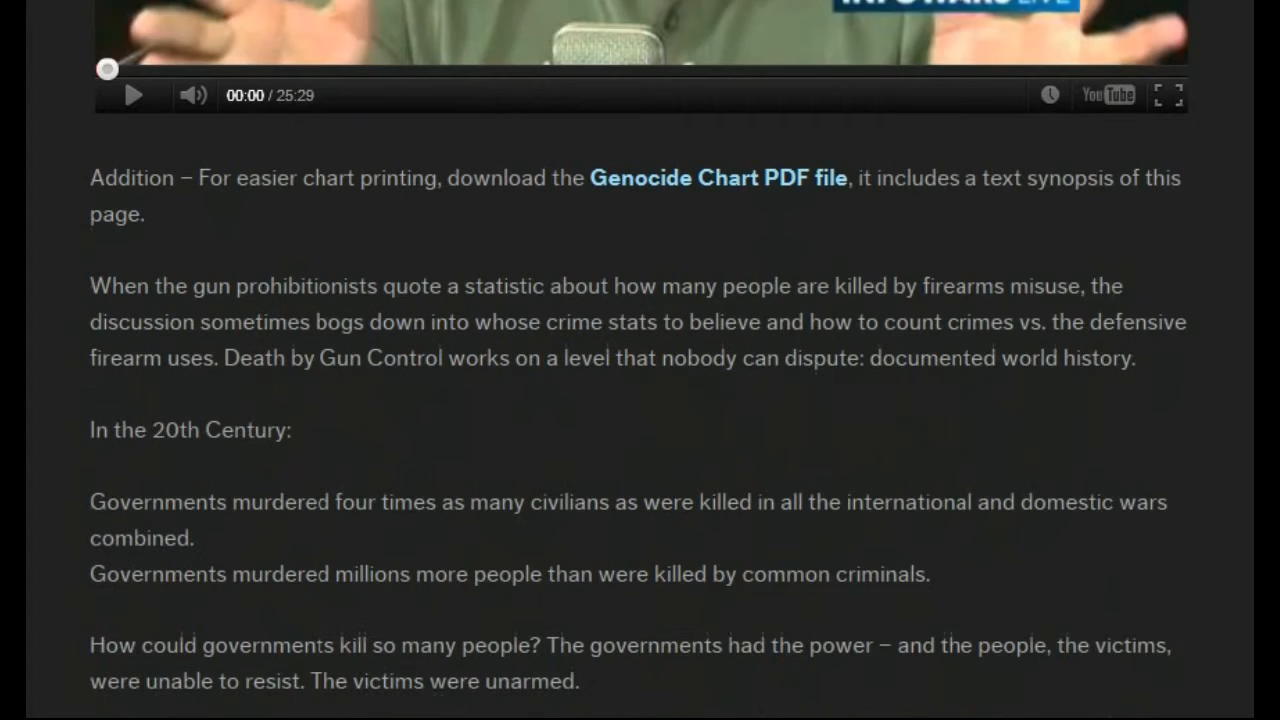 INFOWARS LIVE
00:00 / 25:29
YouTube
Addition – For easier chart printing, download the Genocide Chart PDF file, it includes a text synopsis of this
page.
When the gun prohibitionists quote a statistic about how many people are killed by firearms misuse, the
discussion sometimes bogs down into whose crime stats to believe and how to count crimes vs. the defensive
firearm uses. Death by Gun Control works on a level that nobody can dispute: documented world history.
In the 20th Century:
Governments murdered four times as many civilians as were killed in all the international and domestic wars
combined.
Governments murdered millions more people than were killed by common criminals.
How could governments kill so many people? The governments had the power – and the people, the victims,
were unable to resist. The victims were unarmed.